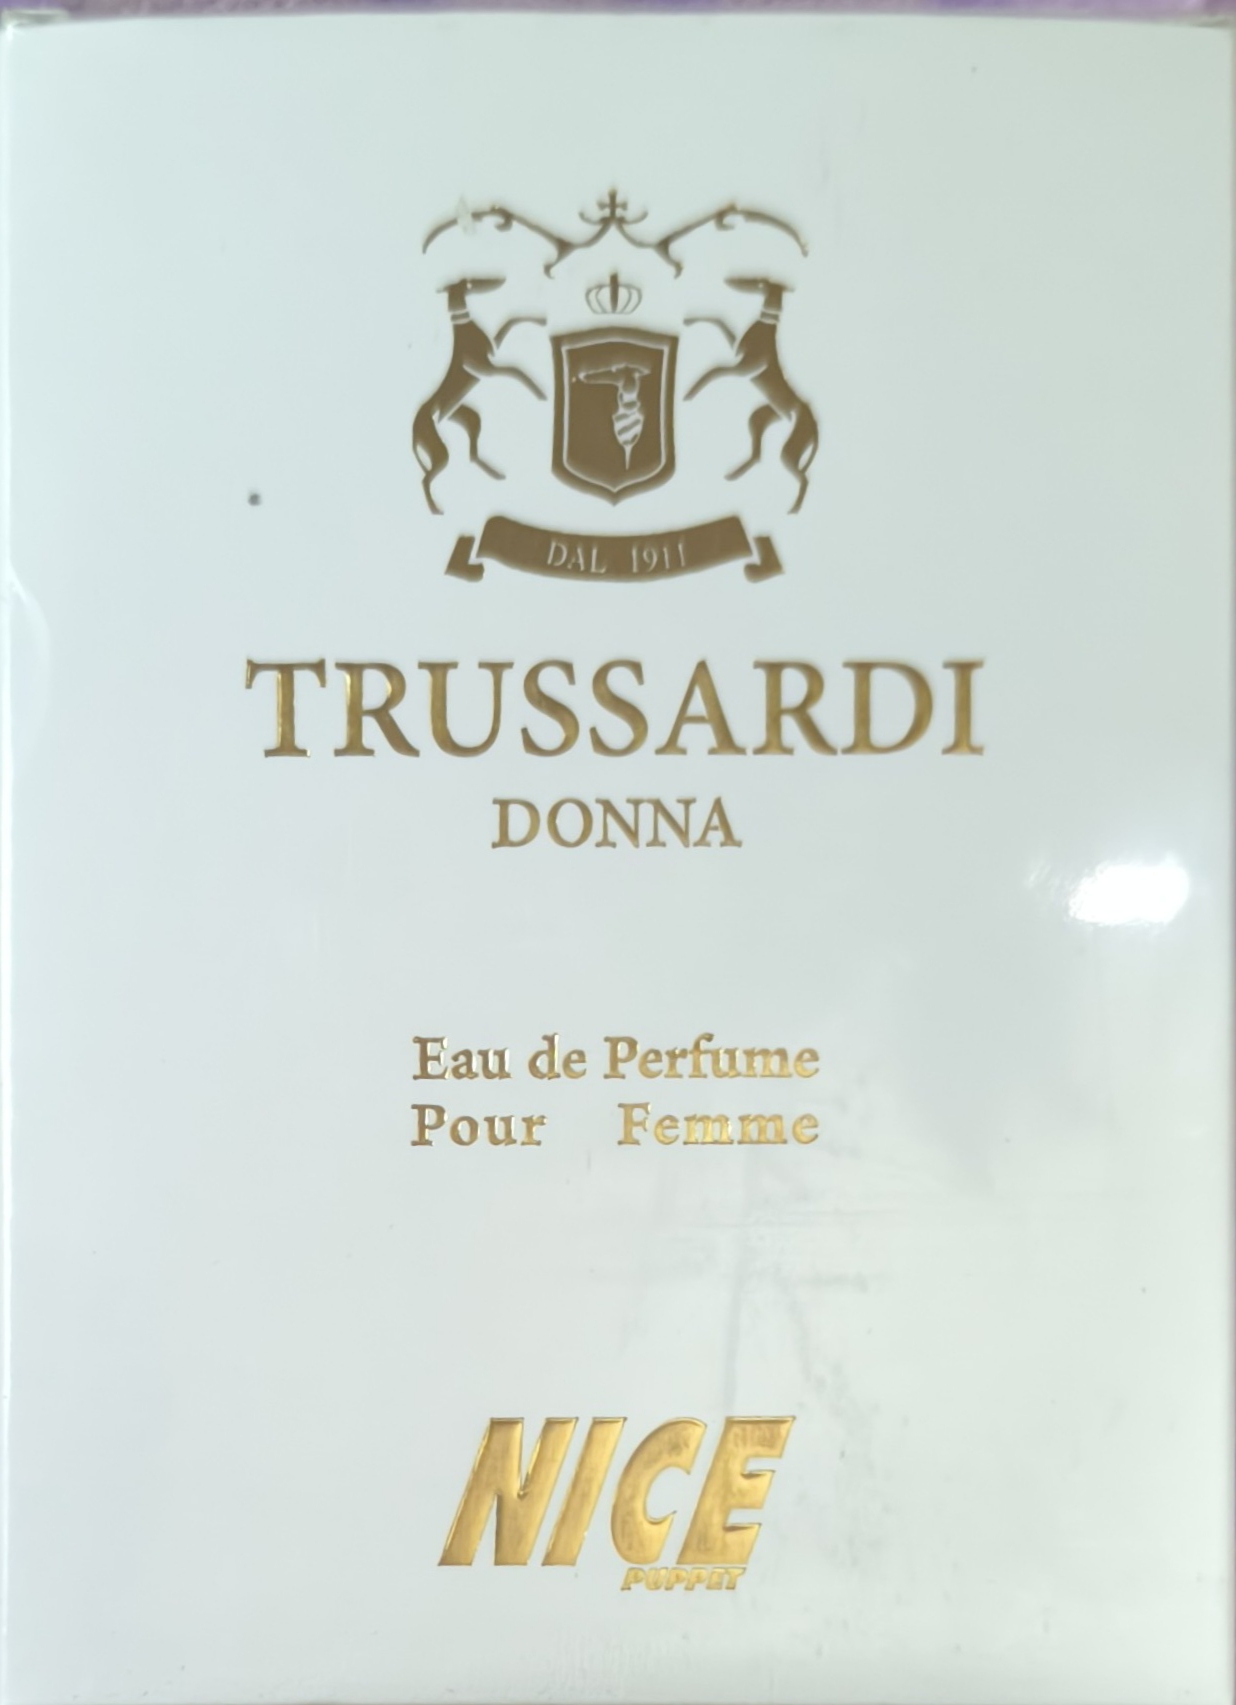 DAL 1911
TRUSSARDI
DONNA
Eau de Perfume
Pour Femme
NICE
PUPPET